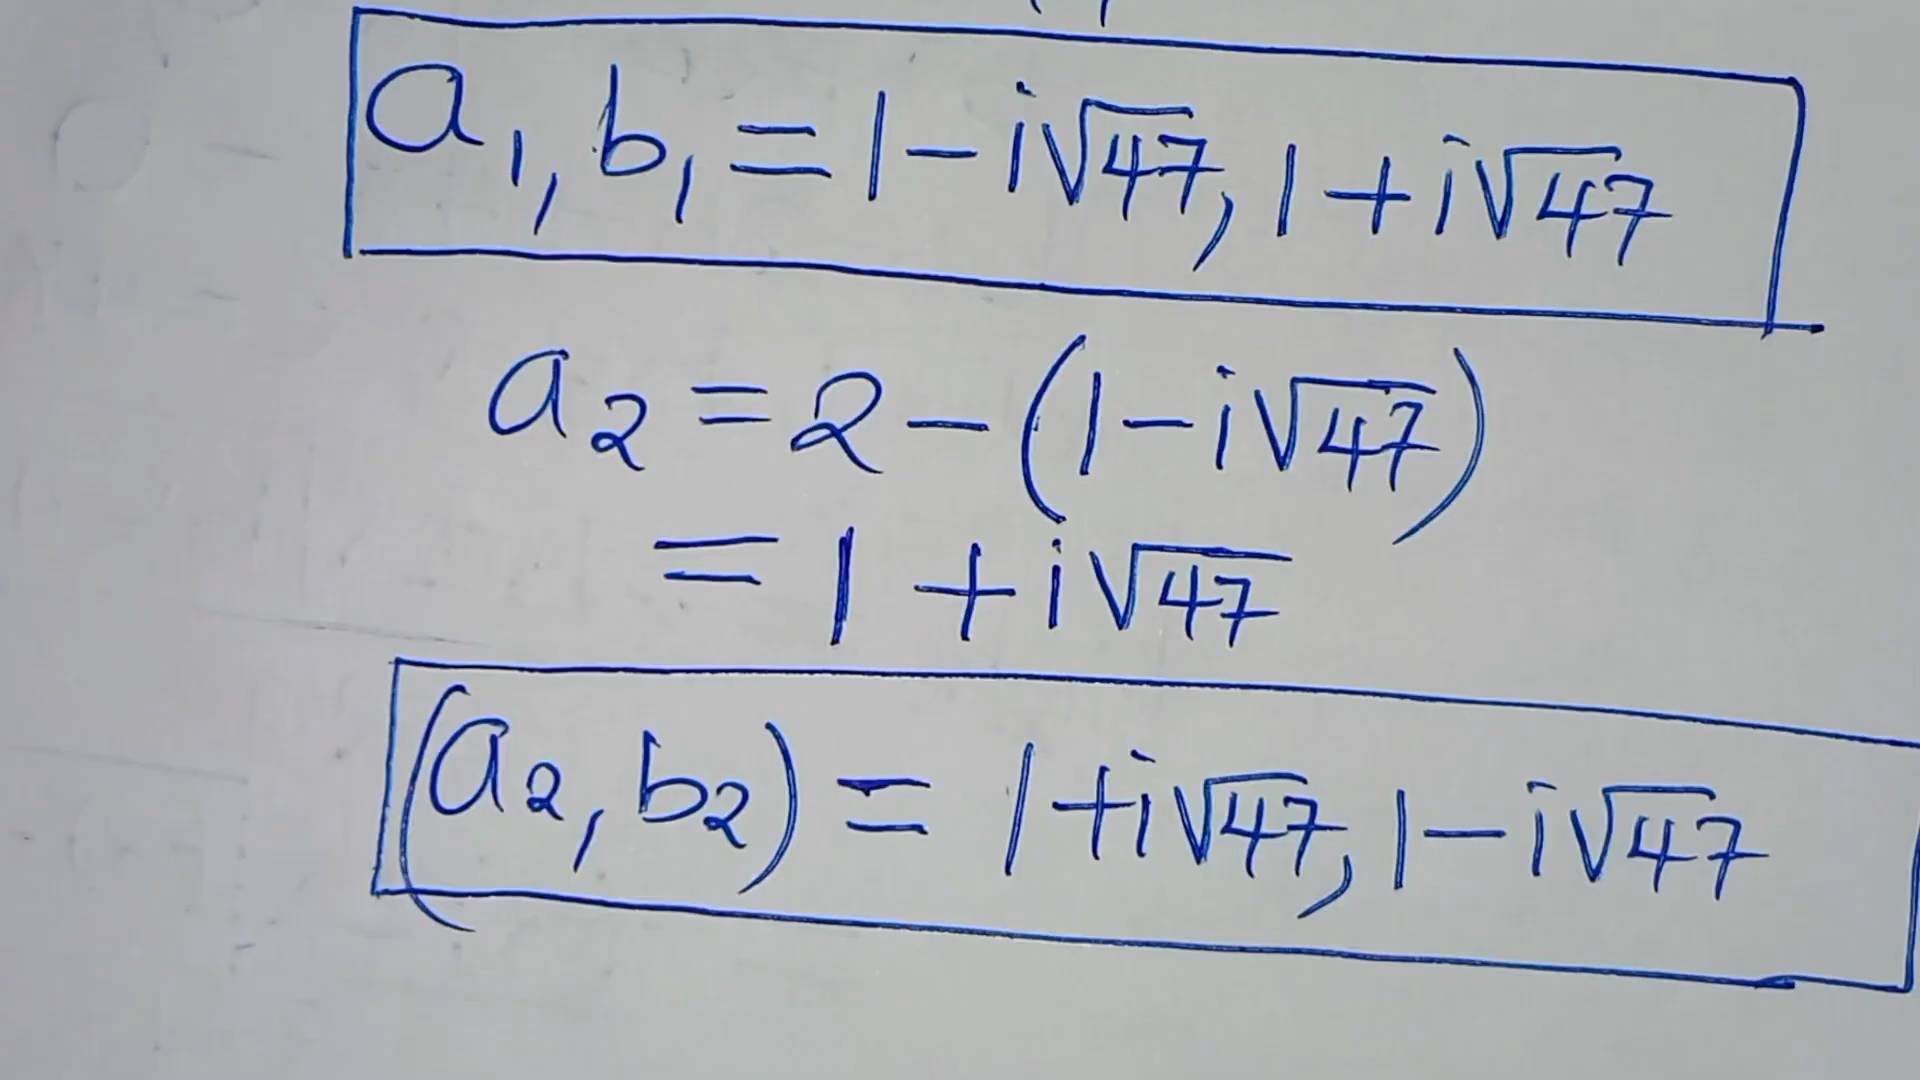 a₁, b₁ = 1 - i√47, 1 + i√47
a₂ = 2 - (1 - i√47)
= 1 + i√47
(a₂, b₂) = 1 + i√47, 1 - i√47